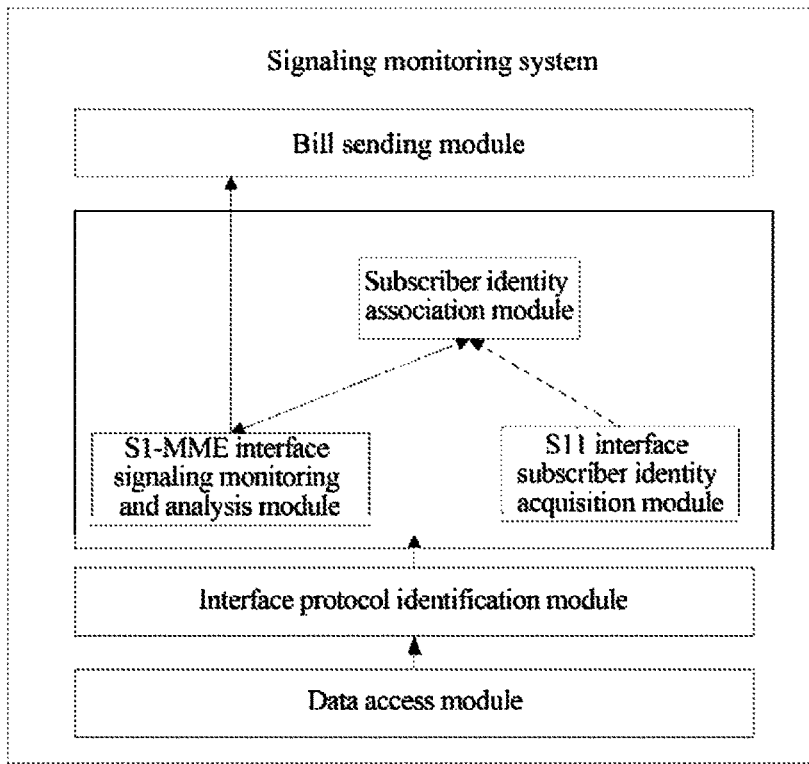 Signaling monitoring system
Bill sending module
Subscriber identity
association module
S1-MME interface
signaling monitoring
and analysis module
S11 interface
subscriber identity
acquisition module
Interface protocol identification module
Data access module